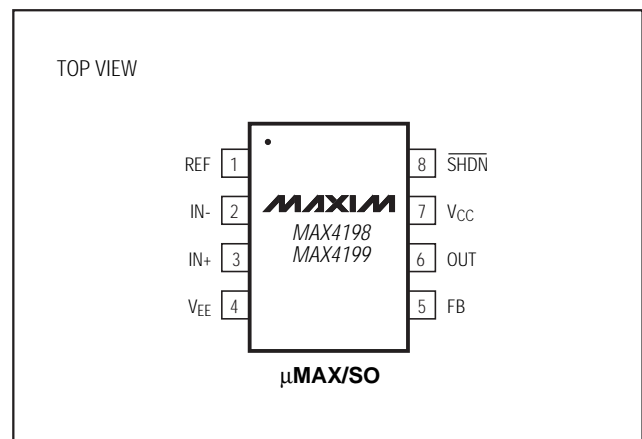 TOP VIEW
REF 1
IN- 2
IN+ 3
VEE 4
MAXIM
MAX4198
MAX4199
8 SHDN
7 VCC
6 OUT
5 FB
µMAX/SO